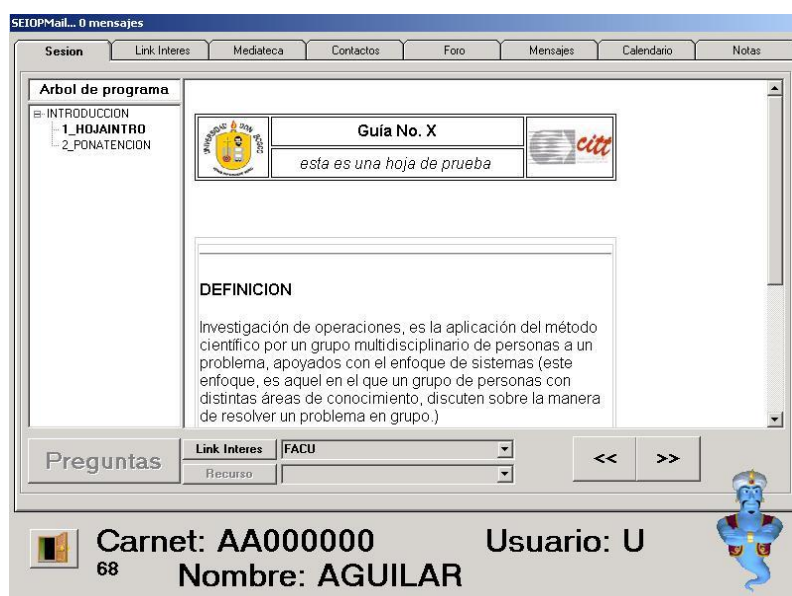 SEIOPMail... 0 mensajes
Sesion Link Interes Mediateca Contactos Foro Mensajes Calendario Notas
Arbol de programa
INTRODUCCION
1_HOJAINTRO
2_PONATENCION
Guía No. X
esta es una hoja de prueba
citt
DEFINICION
Investigación de operaciones, es la aplicación del método
científico por un grupo multidisciplinario de personas a un
problema, apoyados con el enfoque de sistemas (este
enfoque, es aquel en el que un grupo de personas con
distintas áreas de conocimiento, discuten sobre la manera
de resolver un problema en grupo.)
Preguntas
Link Interes FACU
Recurso
<< >>
Carnet: AA000000 Usuario: U
68 Nombre: AGUILAR